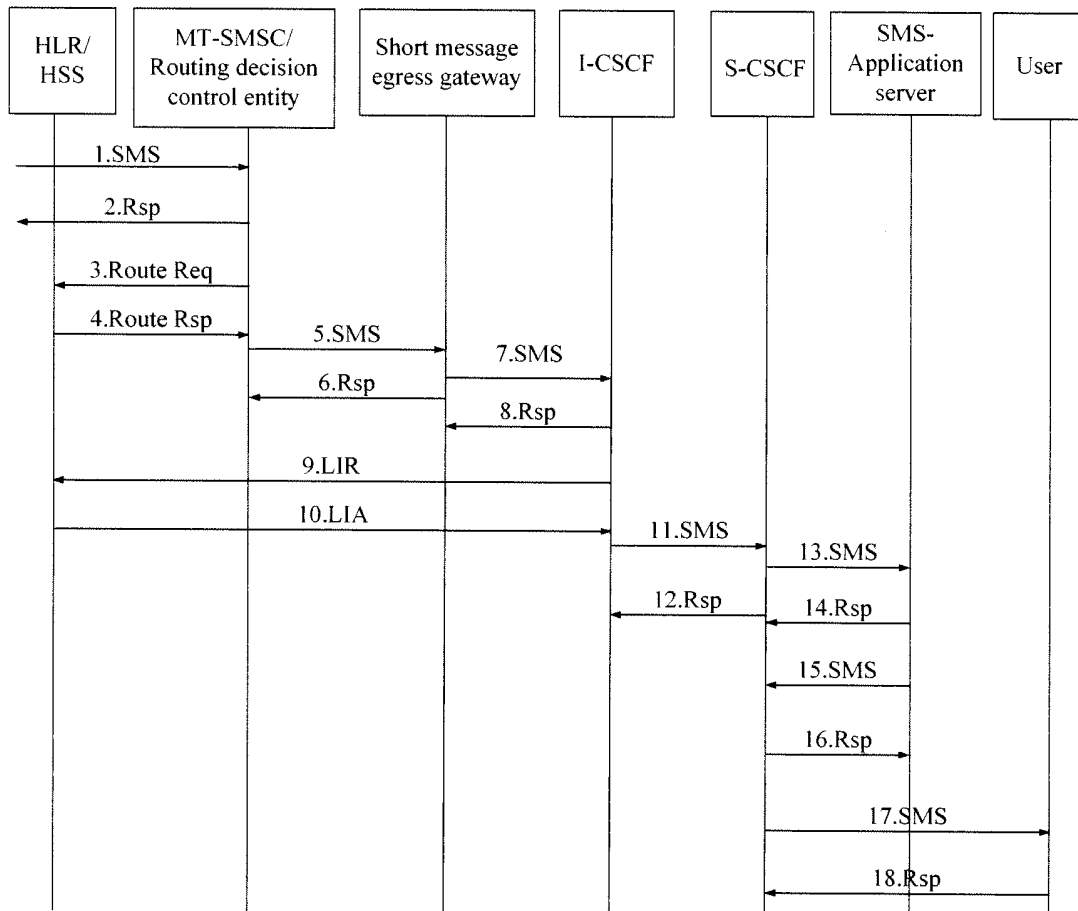 HLR/
HSS
MT-SMSC/
Routing decision
control entity
Short message
egress gateway
I-CSCF
S-CSCF
SMS-
Application
server
User
1.SMS
2.Rsp
3.Route Req
4.Route Rsp
5.SMS
7.SMS
6.Rsp
8.Rsp
9.LIR
10.LIA
11.SMS
13.SMS
12.Rsp
14.Rsp
15.SMS
16.Rsp
17.SMS
18.Rsp